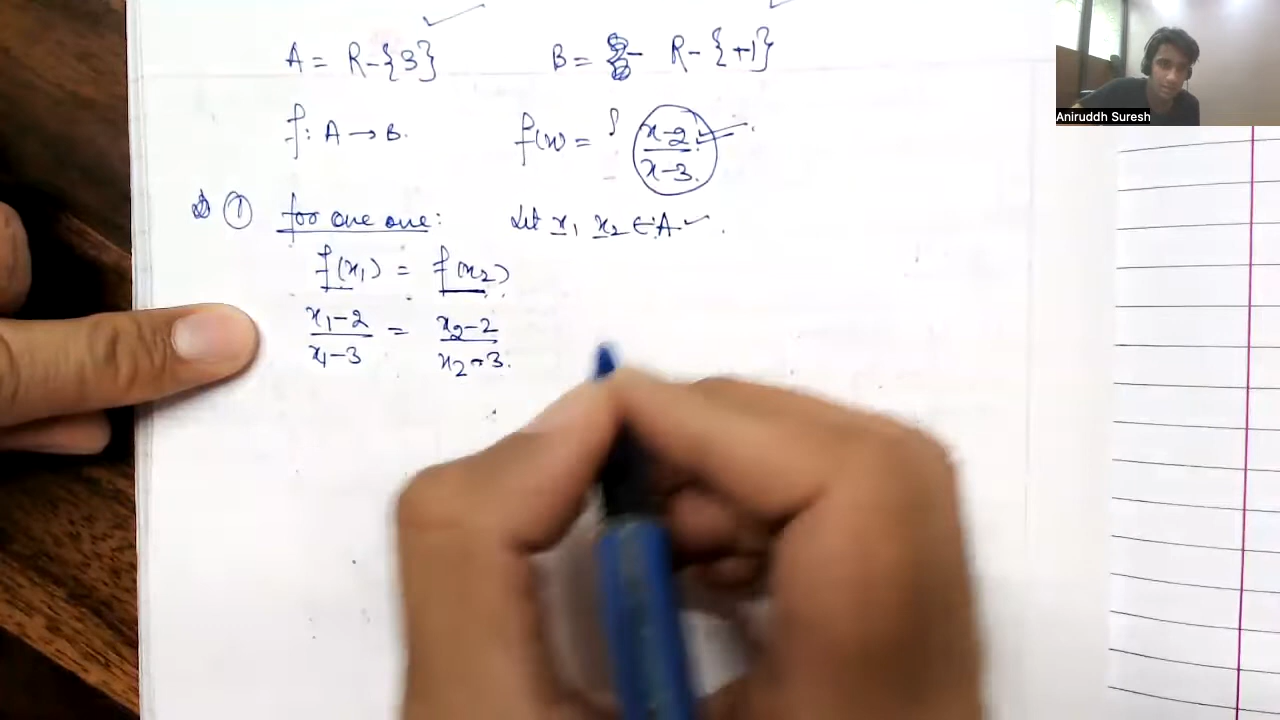 A = R-{3}
B = R-{+1}
f: A → B.
f(x) = x-2/x-3.
① for one one:
Let x₁ x₂ ∈ A
f(x₁) = f(x₂)
x₁-2/x₁-3 = x₂-2/x₂-3.
Aniruddh Suresh